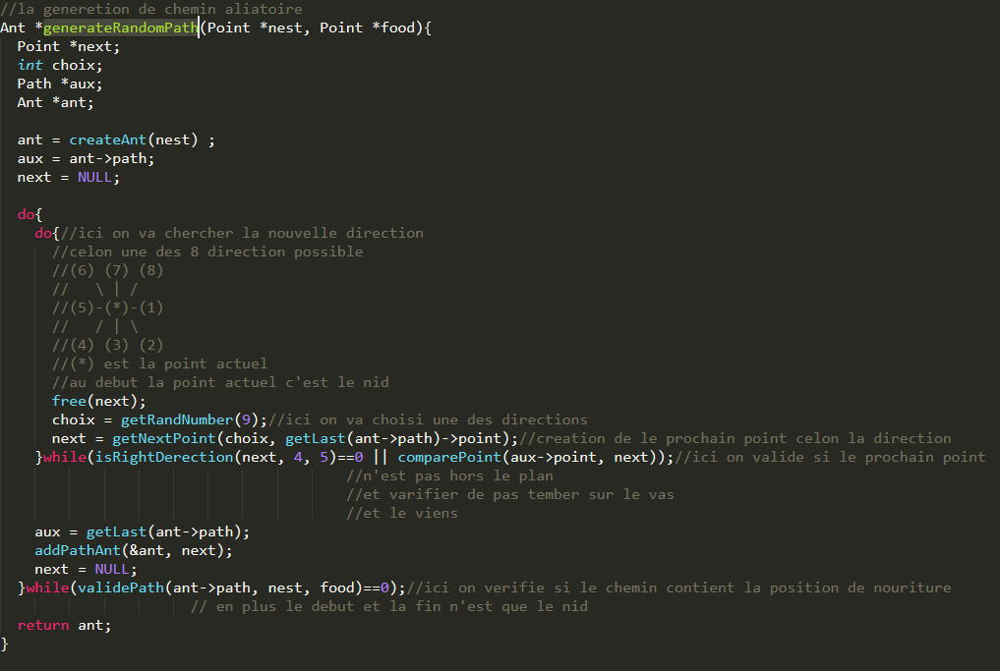 //la géneretion de chemin aliatoire
Ant *generateRandomPath(Point *nest, Point *food){
  Point *next;
  int choix;
  Path *aux;
  Ant *ant;

  ant = createAnt(nest) ;
  aux = ant->path;
  next = NULL;

  do{
    do{//ici on va chercher la nouvelle direction
      //celon une des 8 direction possible
      //(6) (7) (8)
      //   \ | /
      //(5)-(*)-(1)
      //   / | \
      //(4) (3) (2)
      //(*) est la point actuel
      //au debut la point actuel c'est le nid
      free(next);
      choix = getRandNumber(9);//ici on va choisi une des directions
      next = getNextPoint(choix, getLast(ant->path)->point);//creation de le prochain point celon la direction
    }while(isRightDerection(next, 4, 5)==0 || comparePoint(aux->point, next));//ici on valide si le prochain point
                                        //n'est pas hors le plan
                                        //et varifier de pas tember sur le vas
                                        //et le viens
    aux = getLast(ant->path);
    addPathAnt(&ant, next);
    next = NULL;
  }while(validePath(ant->path, nest, food)==0);//ici on verifie si le chemin contient la position de nouriture
                      // en plus le debut et la fin n'est que le nid
  return ant;
}